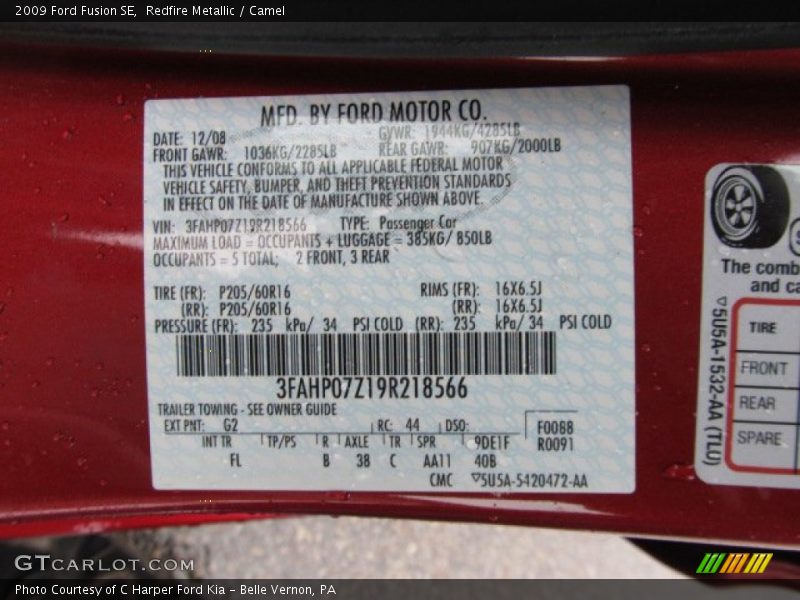 2009 Ford Fusion SE,  Redfire Metallic / Camel
MFD. BY FORD MOTOR CO.
DATE: 12/08 GVWR: 1944KG/4285LB
FRONT GAWR: 1036KG/2285LB REAR GAWR: 907KG/2000LB
THIS VEHICLE CONFORMS TO ALL APPLICABLE FEDERAL MOTOR
VEHICLE SAFETY, BUMPER, AND THEFT PREVENTION STANDARDS
IN EFFECT ON THE DATE OF MANUFACTURE SHOWN ABOVE.
VIN: 3FAHP07Z19R218566 TYPE: Passenger Car
MAXIMUM LOAD = OCCUPANTS + LUGGAGE = 385KG/ 850LB
OCCUPANTS = 5 TOTAL; 2 FRONT, 3 REAR
TIRE (FR): P205/60R16 RIMS (FR): 16X6.5J
(RR): P205/60R16 (RR): 16X6.5J
PRESSURE (FR): 235 kPa/ 34 PSI COLD (RR): 235 kPa/ 34 PSI COLD
3FAHP07Z19R218566
TRAILER TOWING - SEE OWNER GUIDE
EXT PNT: G2 RC: 44 DSO: F0088
INT TR TP/PS R AXLE TR SPR 9DE1F R0091
FL B 38 C AA11 40B
CMC ▽5U5A-5420472-AA
The comb
and ca
▽5U5A-1532-AA (TLU)
TIRE
FRONT
REAR
SPARE
GTCARLOT.COM
Photo Courtesy of C Harper Ford Kia - Belle Vernon, PA